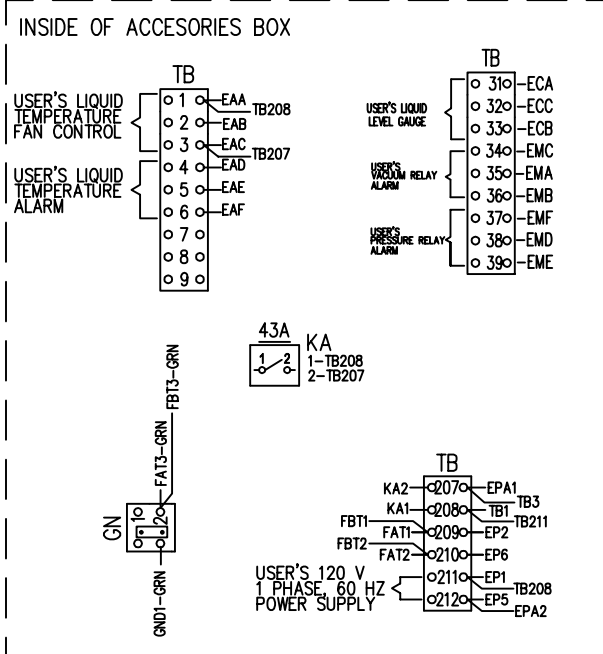 INSIDE OF ACCESORIES BOX
TB
USER'S LIQUID
TEMPERATURE
FAN CONTROL
USER'S LIQUID
TEMPERATURE
ALARM
1 EAA
TB208
2 EAB
3 EAC
TB207
4 EAD
5 EAE
6 EAF
7
8
9
TB
USER'S LIQUID
LEVEL GAUGE
USER'S
VACUUM RELAY
ALARM
USER'S
PRESSURE RELAY
ALARM
31 ECA
32 ECC
33 ECB
34 EMC
35 EMA
36 EMB
37 EMF
38 EMD
39 EME
43A
1 2
KA
1-TB208
2-TB207
FBT3-GRN
FAT3-GRN
GN
1
2
GND1-GRN
TB
KA2 207 EPA1
TB3
KA1 208 TB1
FBT1 TB211
FAT1 209 EP2
FBT2
FAT2 210 EP6
USER'S 120 V
1 PHASE, 60 HZ
POWER SUPPLY
211 EP1
TB208
212 EP5
EPA2